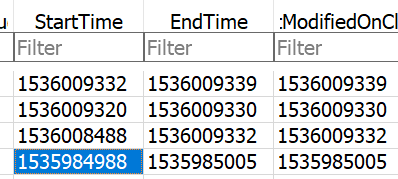 StartTime EndTime :ModifiedOnCl
Filter Filter Filter
1536009332 1536009339 1536009339
1536009320 1536009330 1536009330
1536008488 1536009332 1536009332
1535984988 1535985005 1535985005